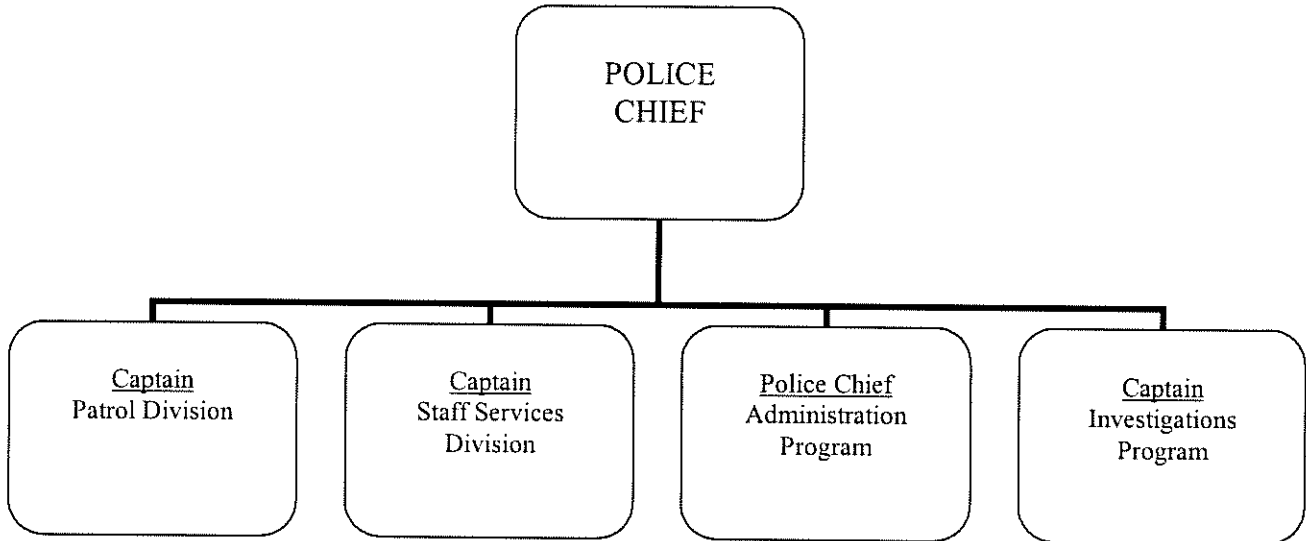 POLICE
CHIEF
Captain
Patrol Division
Captain
Staff Services
Division
Police Chief
Administration
Program
Captain
Investigations
Program